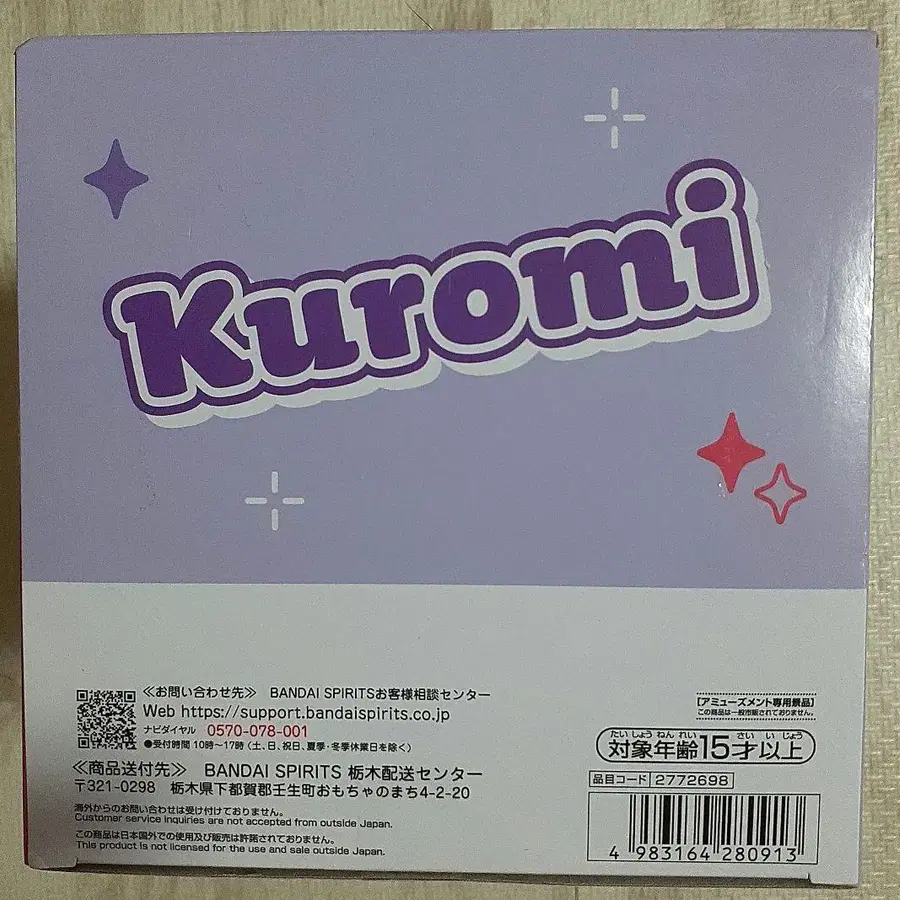 Kuromi
≪お問い合わせ先≫ BANDAI SPIRITSお客様相談センター
Web https://support.bandaispirits.co.jp
ナビダイヤル 0570-078-001
●受付時間 10時～17時(土、日、祝日、夏季・冬季休業日を除く)
≪商品送付先≫ BANDAI SPIRITS 栃木配送センター
〒321-0298 栃木県下都賀郡壬生町おもちゃのまち4-2-20
海外からのお問い合わせは受け付けておりません。
Customer service inquiries are not accepted from outside Japan.
この商品は日本国外での使用及び販売は許諾されておりません。
This product is not licensed for the use and sale outside Japan.
[アミューズメント専用景品]
この商品は一般市販されておりません。
たいしょうねんれい さい いじょう
対象年齢15才以上
品目コード 2772698
4 983164 280913